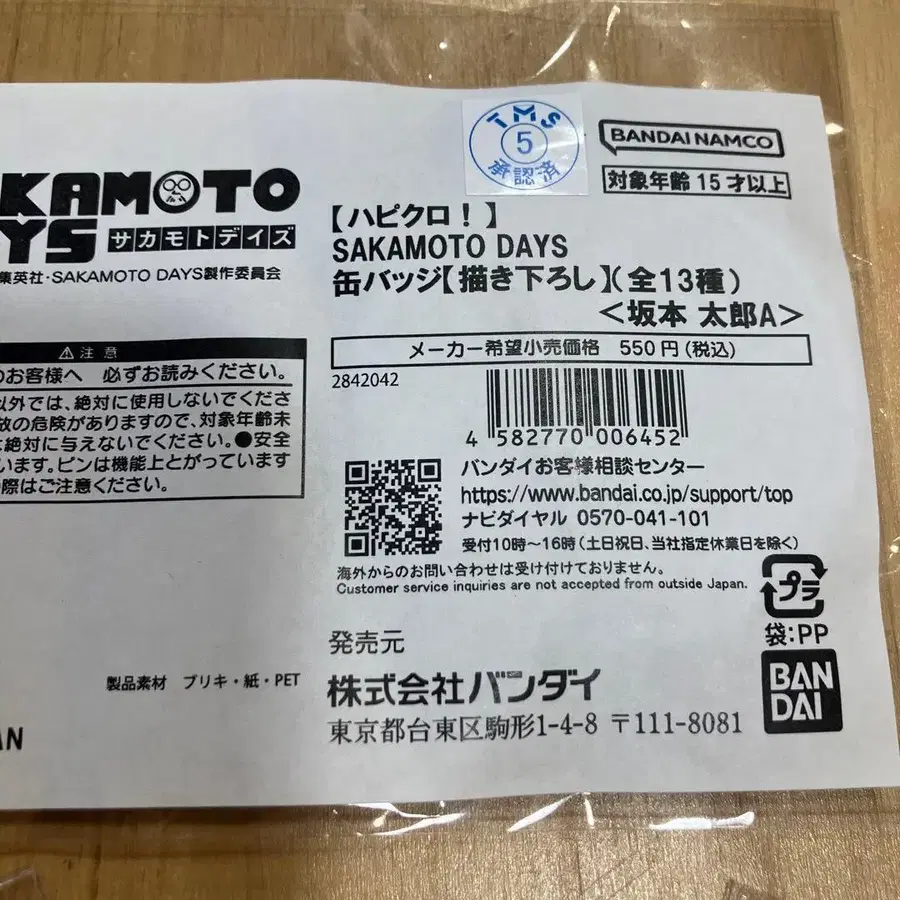 KAMOTO
YS サカモトデイズ
集英社・SAKAMOTO DAYS製作委員会
⚠注意
のお客様へ 必ずお読みください。
以外では、絶対に使用しないでくださ
故の危険がありますので、対象年齢未
は絶対に与えないでください。●安全
います。ピンは機能上とがっています
際はご注意ください。
製品素材 ブリキ・紙・PET
AN
TMS
5
承認済
BANDAI NAMCO
対象年齢15才以上
【ハピクロ!】
SAKAMOTO DAYS
缶バッジ【描き下ろし】(全13種)
<坂本 太郎A>
メーカー希望小売価格 550円(税込)
2842042
4 582770 006452
バンダイお客様相談センター
https://www.bandai.co.jp/support/top
ナビダイヤル 0570-041-101
受付10時〜16時(土日祝日、当社指定休業日を除く)
海外からのお問い合わせは受け付けておりません。
Customer service inquiries are not accepted from outside Japan.
プラ
袋:PP
発売元
株式会社バンダイ
東京都台東区駒形1-4-8 〒111-8081
BAN
DAI